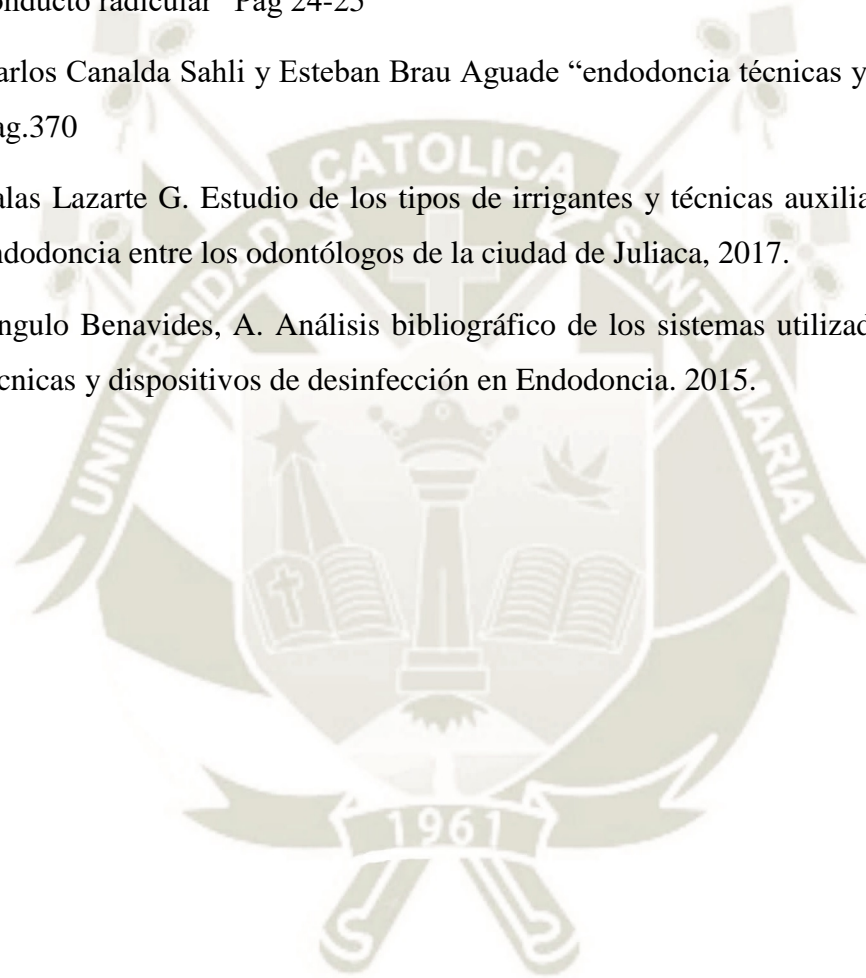 onducto radicular” Pag 24-25
arlos Canalda Sahli y Esteban Brau Aguade “endodoncia técnicas y
ag.370
alas Lazarte G. Estudio de los tipos de irrigantes y técnicas auxilia
ndodoncia entre los odontólogos de la ciudad de Juliaca, 2017.
ngulo Benavides, A. Análisis bibliográfico de los sistemas utilizad
cnicas y dispositivos de desinfección en Endodoncia. 2015.
UNIVERSIDAD CATOLICA SANTA MARIA
1961